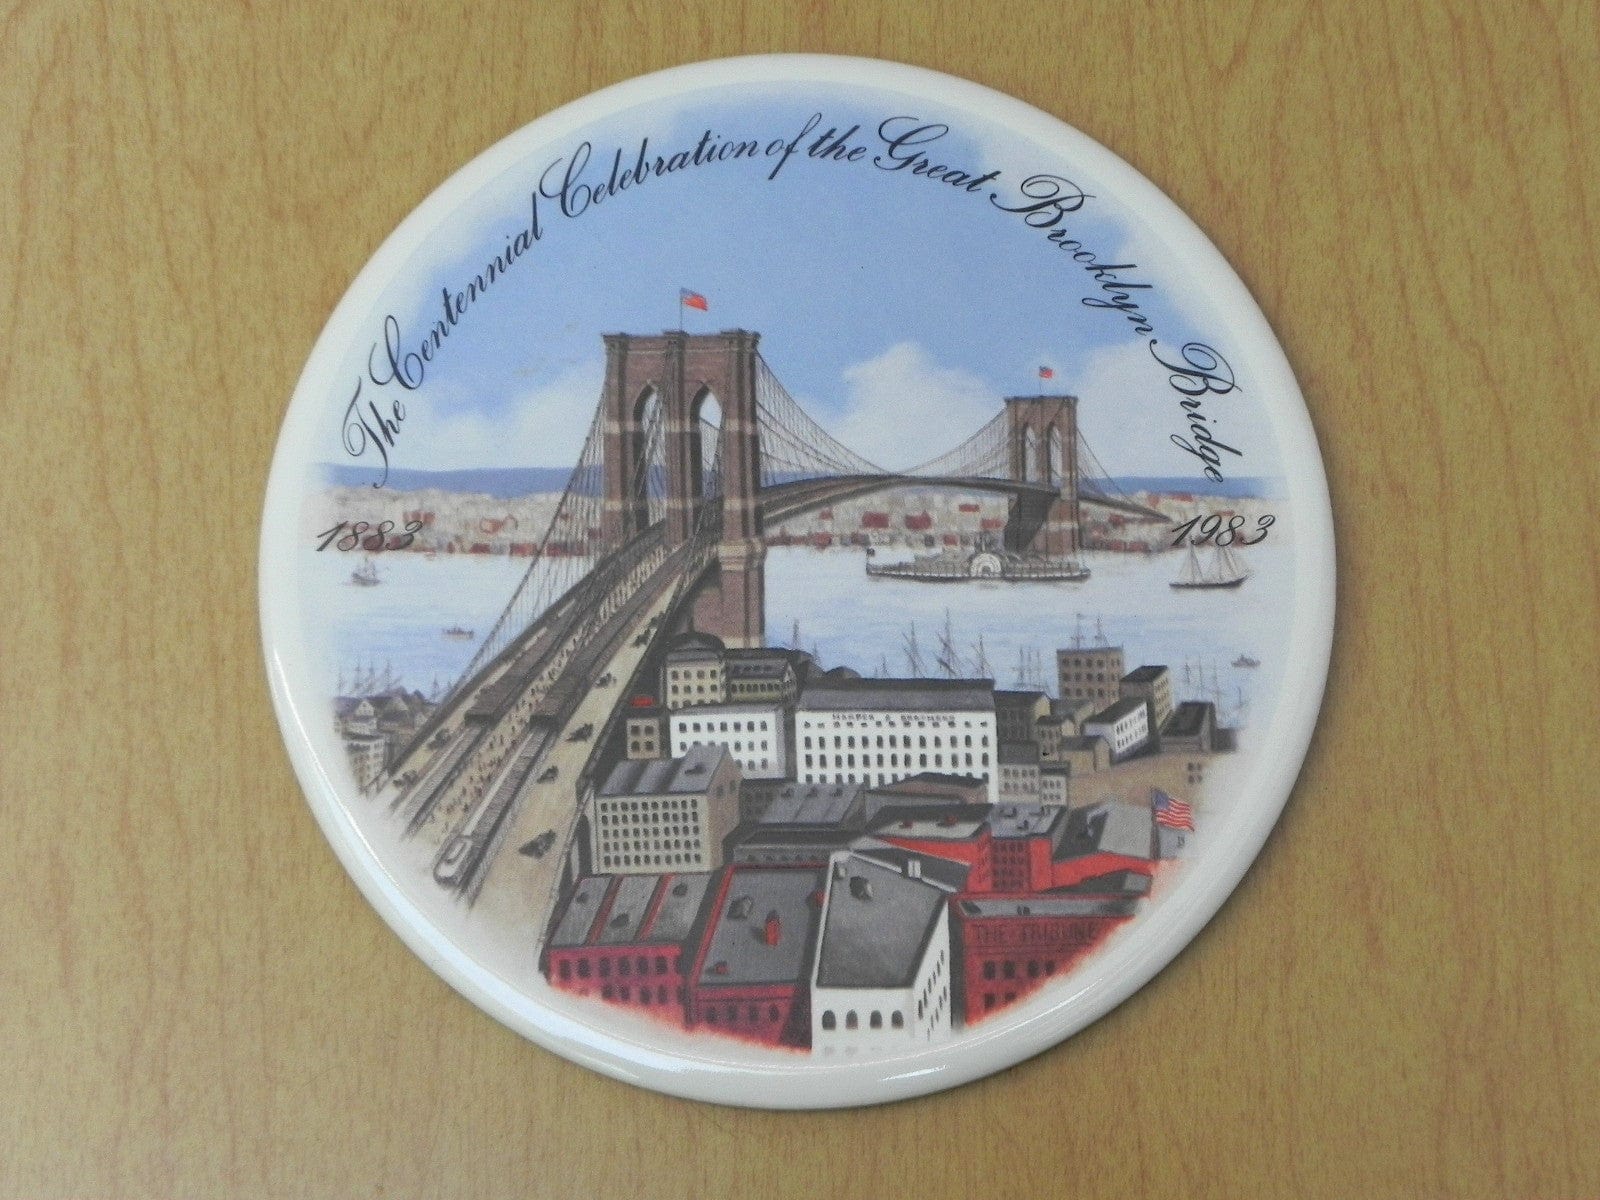 The Centennial Celebration of the Great Brooklyn Bridge
1883
1983
HARPER & BROTHERS
THE TRIBUNE